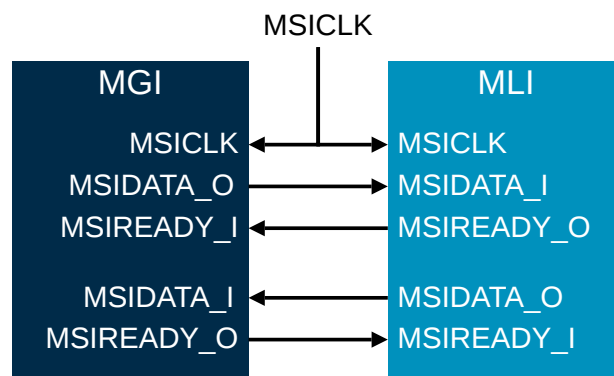 MSICLK
MGI MLI
MSICLK MSICLK
MSIDATA_O MSIDATA_I
MSIREADY_I MSIREADY_O
MSIDATA_I MSIDATA_O
MSIREADY_O MSIREADY_I